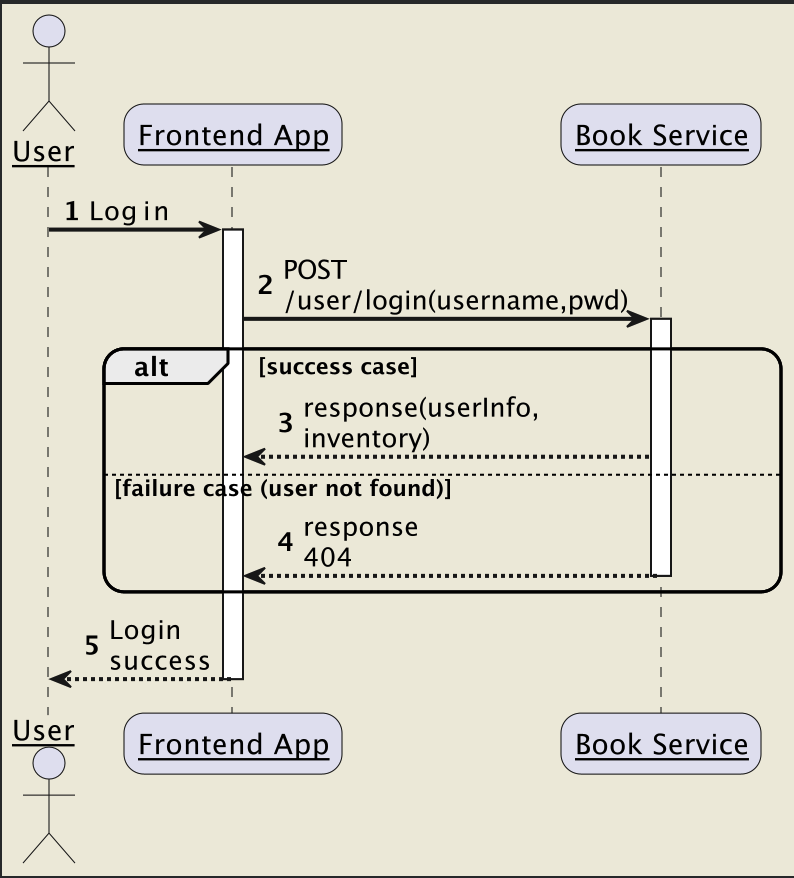 User
Frontend App
Book Service
1 Log in
2 POST
/user/login(username,pwd)
alt
[success case]
3 response(userInfo,
inventory)
[failure case (user not found)]
4 response
404
5 Login
success
User
Frontend App
Book Service